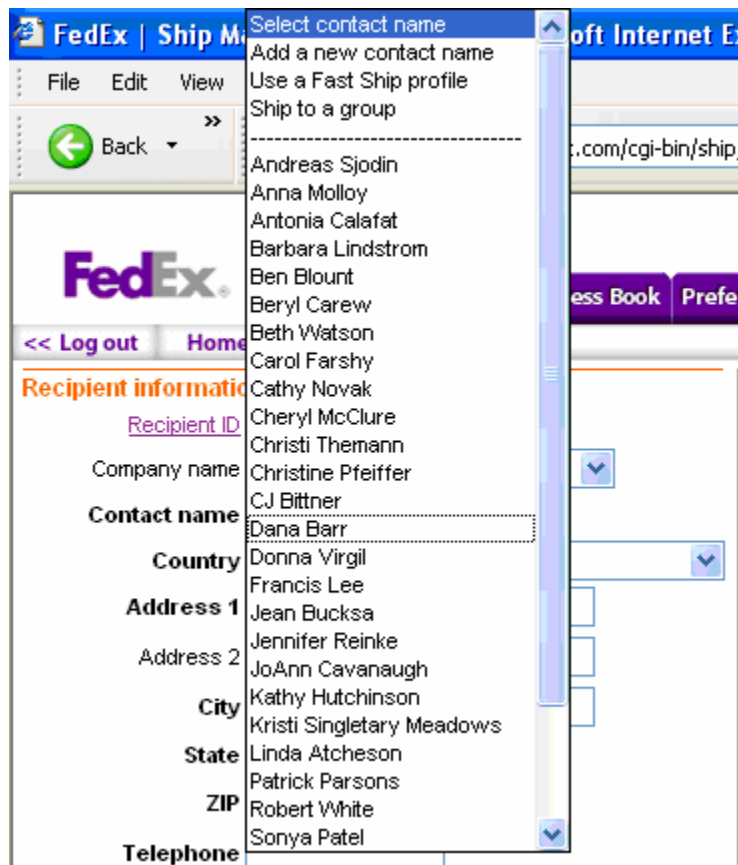 FedEx | Ship Ma
oft Internet E
File Edit View
Back
.com/cgi-bin/ship
FedEx
ess Book Prefe
<< Log out Home
Recipient informatio
Recipient ID
Company name
Contact name
Country
Address 1
Address 2
City
State
ZIP
Telephone
Select contact name
Add a new contact name
Use a Fast Ship profile
Ship to a group
----------------------------------
Andreas Sjodin
Anna Molloy
Antonia Calafat
Barbara Lindstrom
Ben Blount
Beryl Carew
Beth Watson
Carol Farshy
Cathy Novak
Cheryl McClure
Christi Themann
Christine Pfeiffer
CJ Bittner
Dana Barr
Donna Virgil
Francis Lee
Jean Bucksa
Jennifer Reinke
JoAnn Cavanaugh
Kathy Hutchinson
Kristi Singletary Meadows
Linda Atcheson
Patrick Parsons
Robert White
Sonya Patel